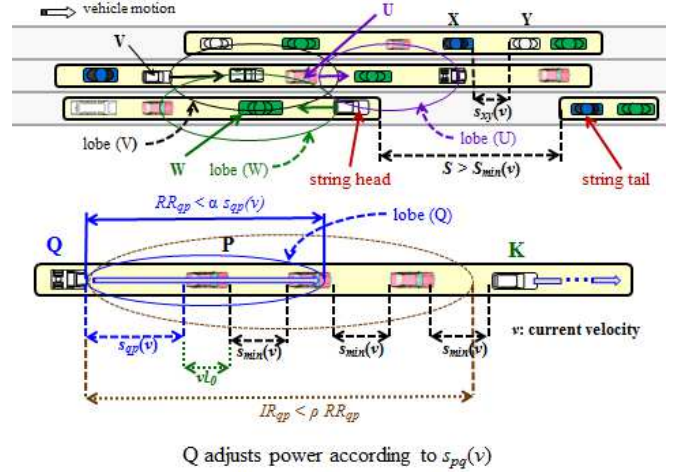 vehicle motion
U
X Y
V
s_xy(v)
lobe (V)
W lobe (W)
lobe (U)
string head
S > S_min(v)
string tail
RR_qp < α s_qp(v)
lobe (Q)
Q P K
s_qp(v) s_min(v) s_min(v) s_min(v)
v: current velocity
vL_0
IR_qp < ρ RR_qp
Q adjusts power according to s_pq(v)